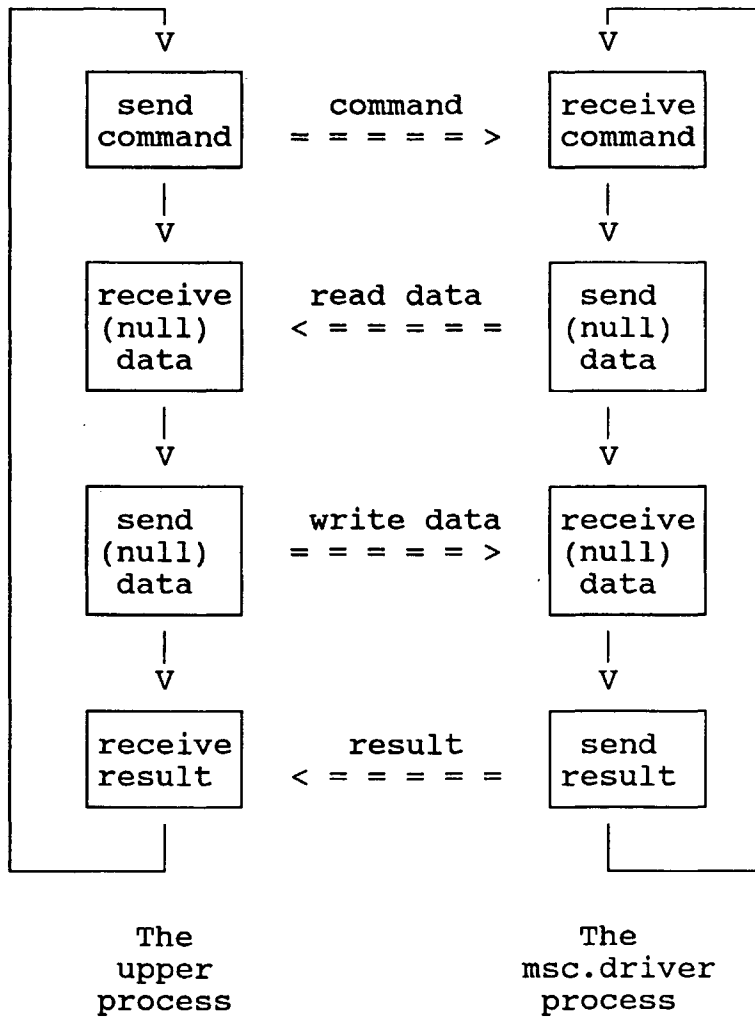 V V
send command receive
command = = = = = > command
| |
V V
receive read data send
(null) < = = = = = (null)
data data
| |
V V
send write data receive
(null) = = = = = > (null)
data data
| |
V V
receive result send
result < = = = = = result
The The
upper msc.driver
process process